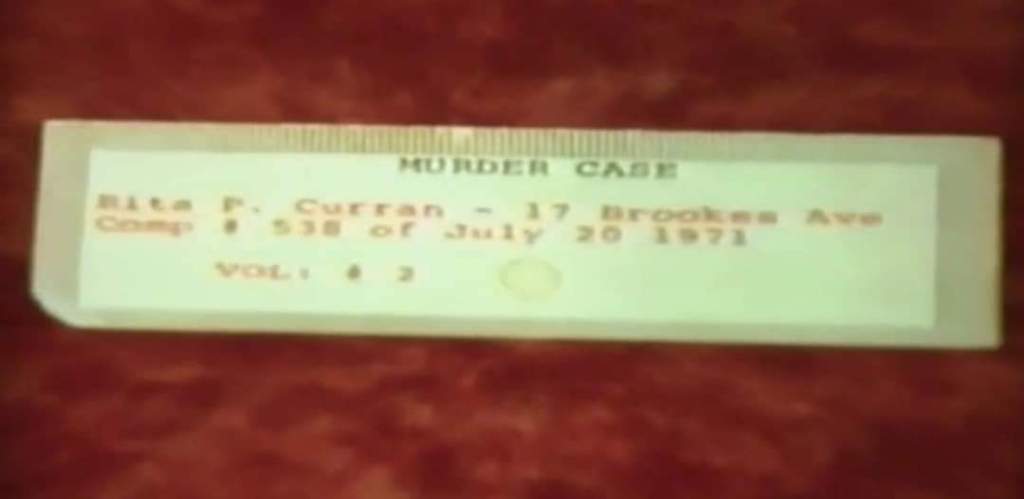 MURDER CASE
Rita P. Curran - 17 Brookes Ave
Comp # 538 of July 20 1971
VOL: # 2